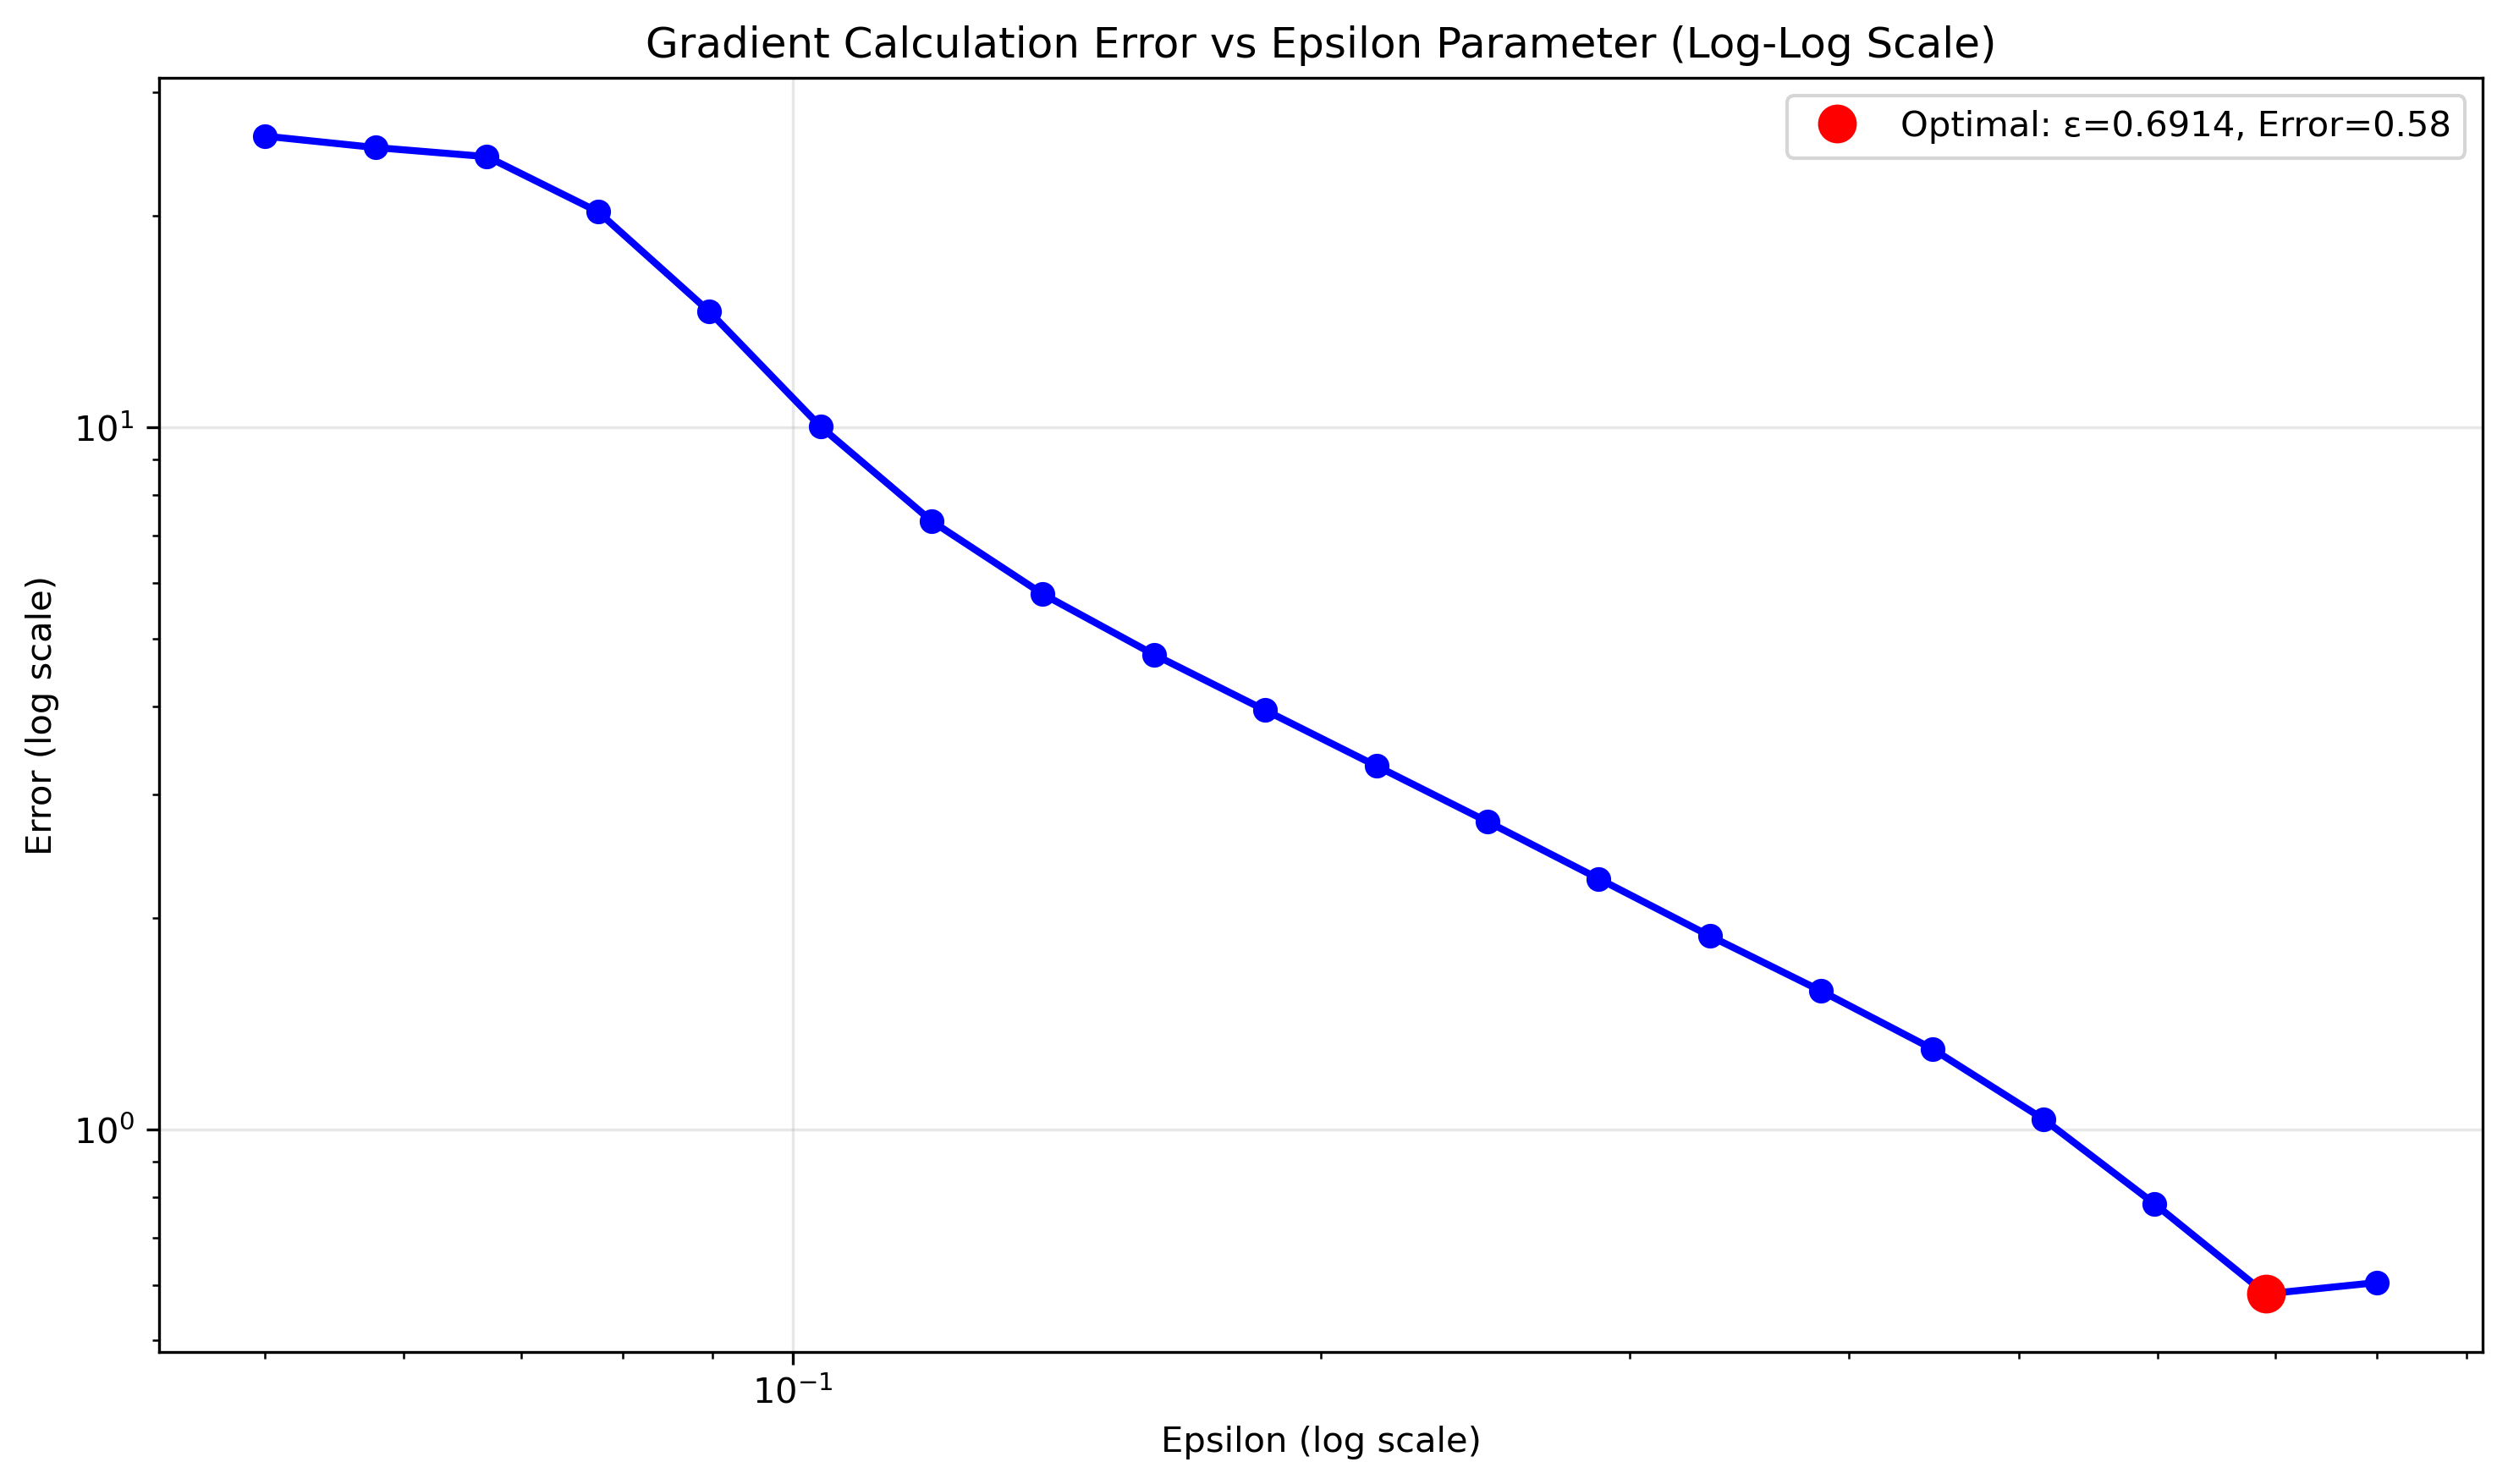 Gradient Calculation Error vs Epsilon Parameter (Log-Log Scale)
Optimal: ε=0.6914, Error=0.58
10¹
10⁰
Error (log scale)
10⁻¹
Epsilon (log scale)